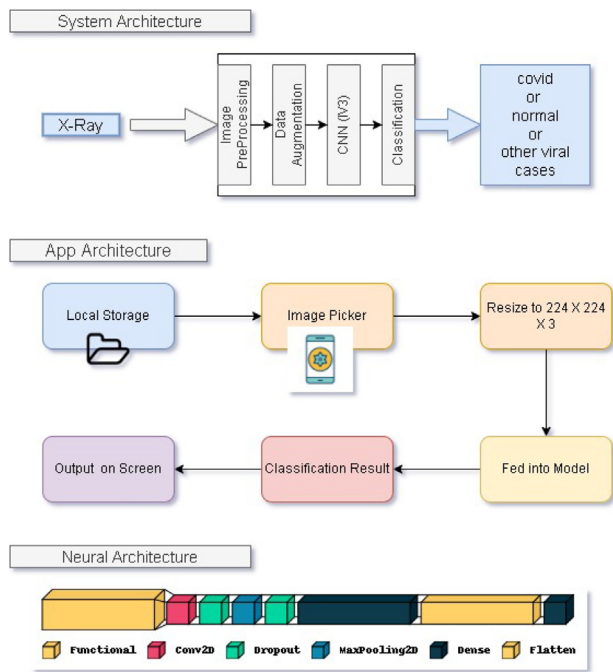 System Architecture
X-Ray
Image
PreProcessing
Data
Augmentation
CNN (IV3)
Classification
covid
or
normal
or
other viral
cases
App Architecture
Local Storage
Image Picker
Resize to 224 X 224
X 3
Output on Screen
Classification Result
Fed into Model
Neural Architecture
Functional Conv2D Dropout MaxPooling2D Dense Flatten